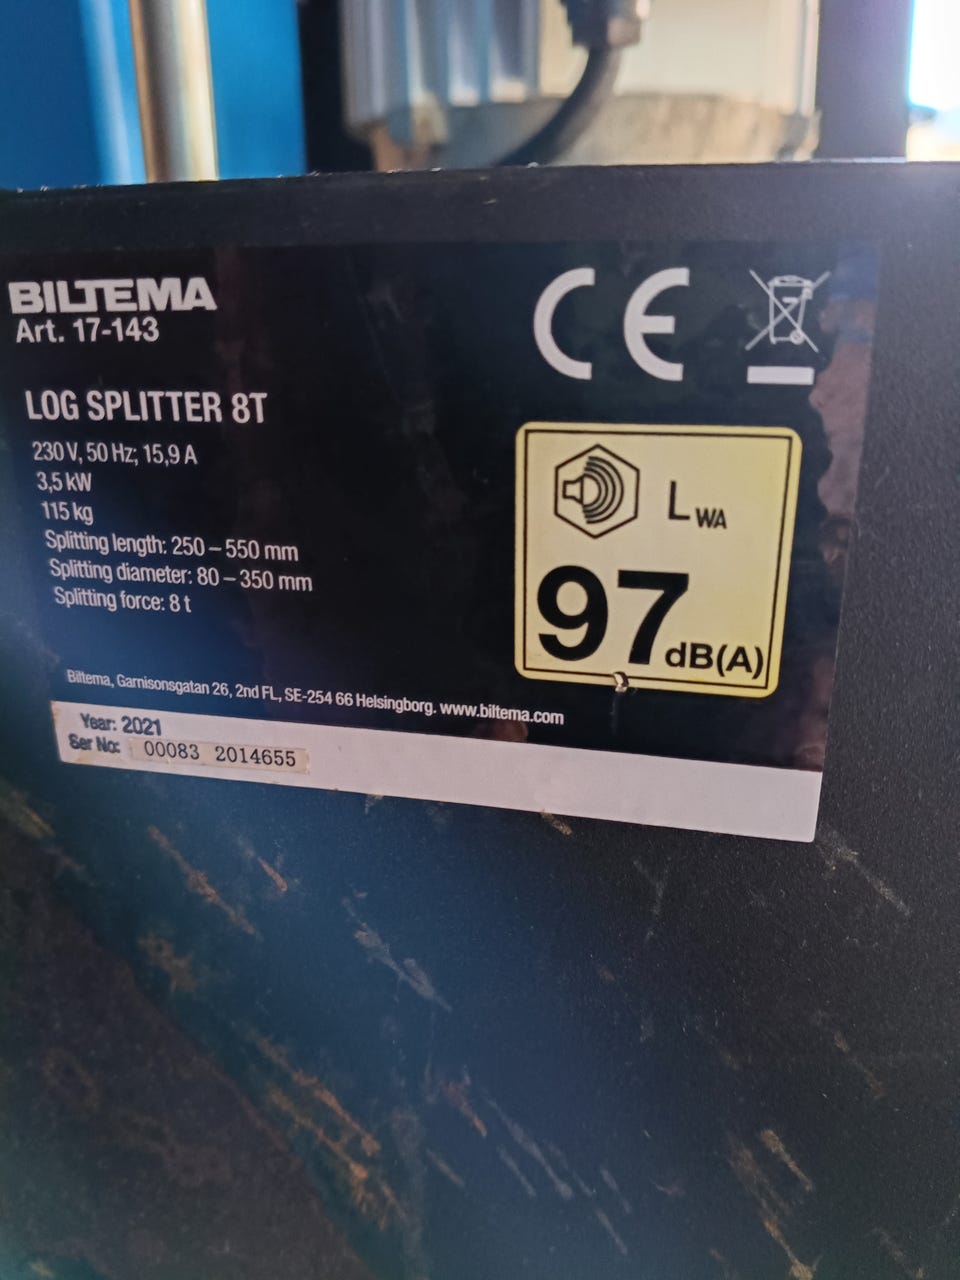 BILTEMA
Art. 17-143
LOG SPLITTER 8T
230 V, 50 Hz; 15,9 A
3,5 kW
115 kg
Splitting length: 250 – 550 mm
Splitting diameter: 80 – 350 mm
Splitting force: 8 t
CE
LWA
97 dB(A)
Biltema, Garnisonsgatan 26, 2nd FL, SE-254 66 Helsingborg. www.biltema.com
Year: 2021
Ser No: 00083 2014655